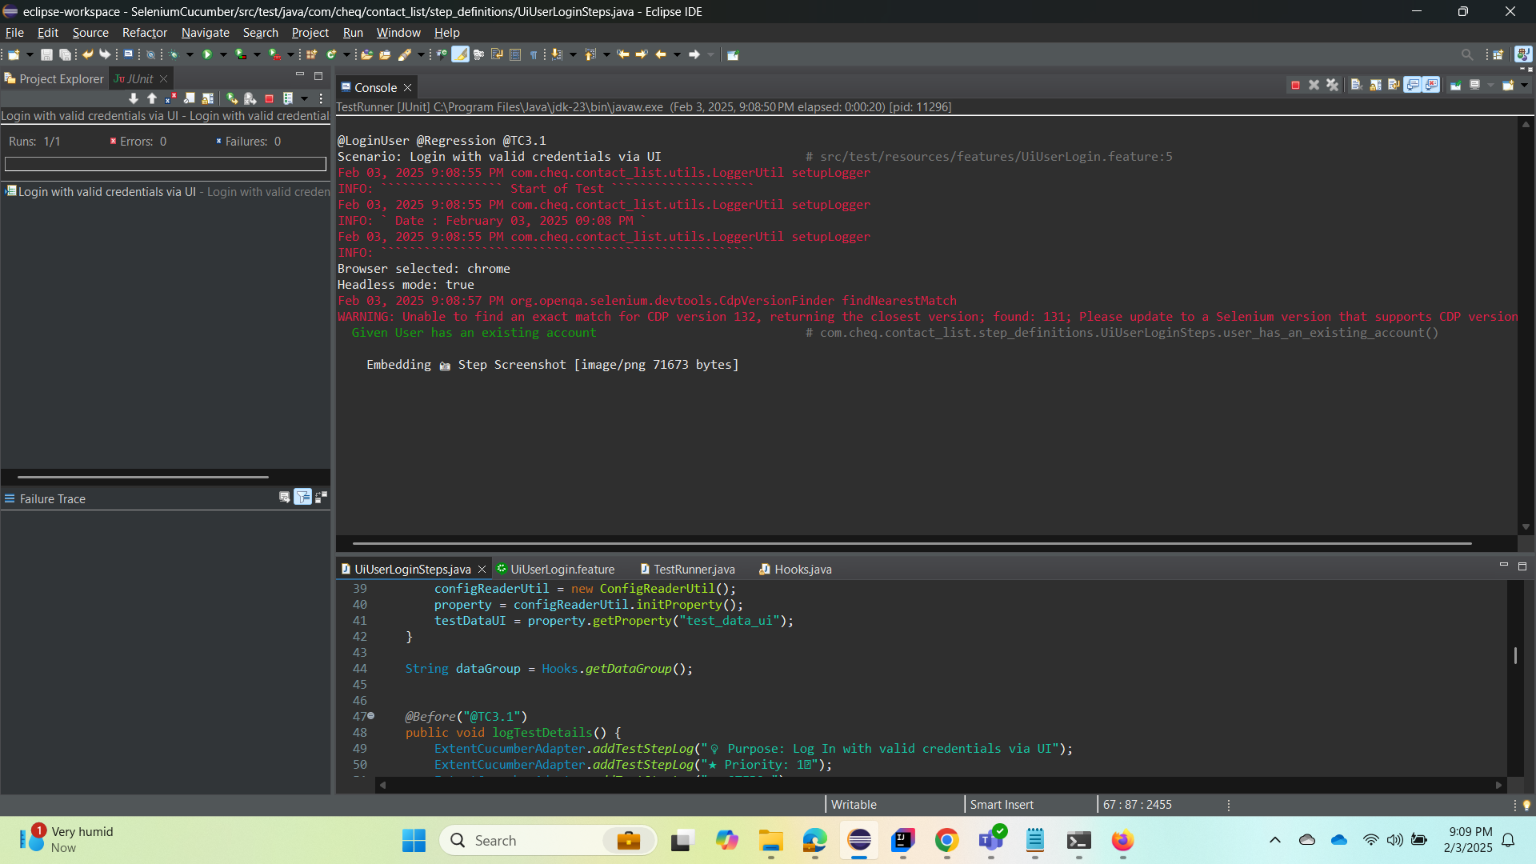 eclipse-workspace - SeleniumCucumber/src/test/java/com/cheq/contact_list/step_definitions/UiUserLoginSteps.java - Eclipse IDE
File Edit Source Refactor Navigate Search Project Run Window Help
Project Explorer JUnit
Console
TestRunner [JUnit] C:\Program Files\Java\jdk-23\bin\javaw.exe (Feb 3, 2025, 9:08:50 PM elapsed: 0:00:20) [pid: 11296]
Login with valid credentials via UI - Login with valid credential
Runs: 1/1 Errors: 0 Failures: 0
Login with valid credentials via UI - Login with valid creden
Failure Trace
@LoginUser @Regression @TC3.1
Scenario: Login with valid credentials via UI # src/test/resources/features/UiUserLogin.feature:5
Feb 03, 2025 9:08:55 PM com.cheq.contact_list.utils.LoggerUtil setupLogger
INFO: ````````````````` Start of Test ````````````````````
Feb 03, 2025 9:08:55 PM com.cheq.contact_list.utils.LoggerUtil setupLogger
INFO: ` Date : February 03, 2025 09:08 PM `
Feb 03, 2025 9:08:55 PM com.cheq.contact_list.utils.LoggerUtil setupLogger
INFO: ````````````````````````````````````````````````````
Browser selected: chrome
Headless mode: true
Feb 03, 2025 9:08:57 PM org.openqa.selenium.devtools.CdpVersionFinder findNearestMatch
WARNING: Unable to find an exact match for CDP version 132, returning the closest version; found: 131; Please update to a Selenium version that supports CDP version
Given User has an existing account # com.cheq.contact_list.step_definitions.UiUserLoginSteps.user_has_an_existing_account()
Embedding 📷 Step Screenshot [image/png 71673 bytes]
UiUserLoginSteps.java UiUserLogin.feature TestRunner.java Hooks.java
39 configReaderUtil = new ConfigReaderUtil();
40 property = configReaderUtil.initProperty();
41 testDataUI = property.getProperty("test_data_ui");
42 }
43
44 String dataGroup = Hooks.getDataGroup();
45
46
47 @Before("@TC3.1")
48 public void logTestDetails() {
49 ExtentCucumberAdapter.addTestStepLog("💡 Purpose: Log In with valid credentials via UI");
50 ExtentCucumberAdapter.addTestStepLog("★ Priority: 1");
Writable Smart Insert 67 : 87 : 2455
1
Very humid
Now
Search
9:09 PM
2/3/2025